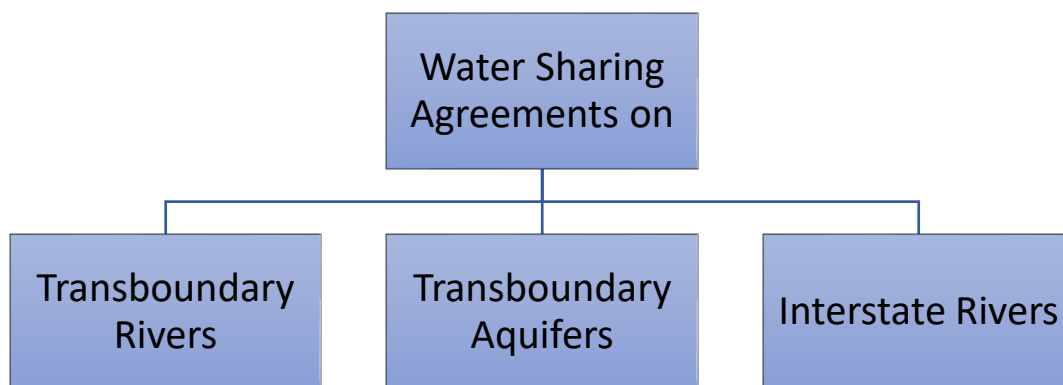 Water Sharing
Agreements on
Transboundary
Rivers
Transboundary
Aquifers
Interstate Rivers